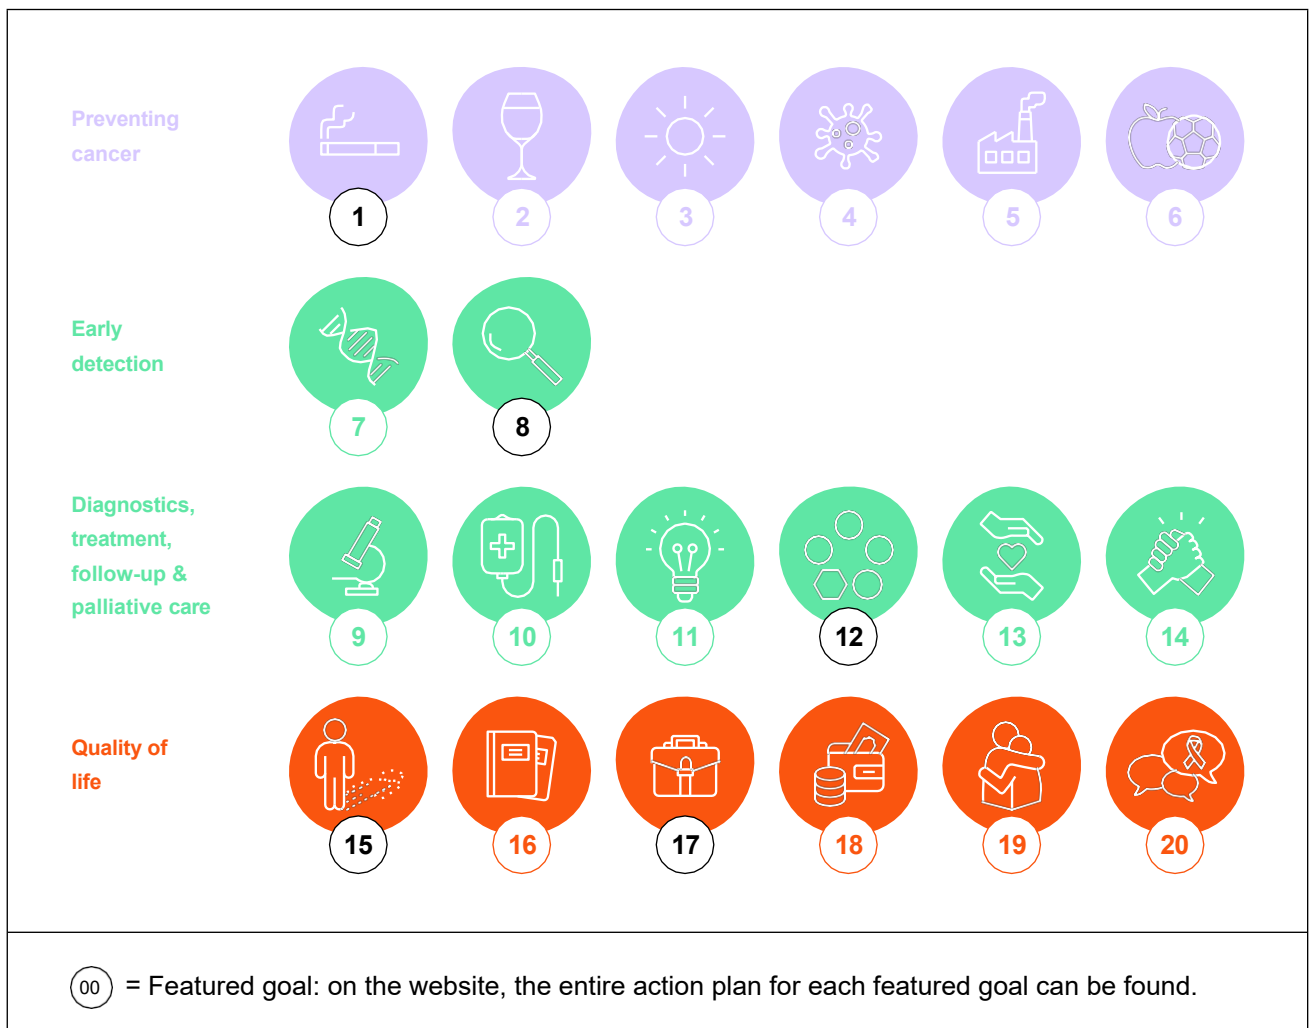 Preventing
cancer
1
2
3
4
5
6
Early
detection
7
8
Diagnostics,
treatment,
follow-up &
palliative care
9
10
11
12
13
14
Quality of
life
15
16
17
18
19
20
00 = Featured goal: on the website, the entire action plan for each featured goal can be found.